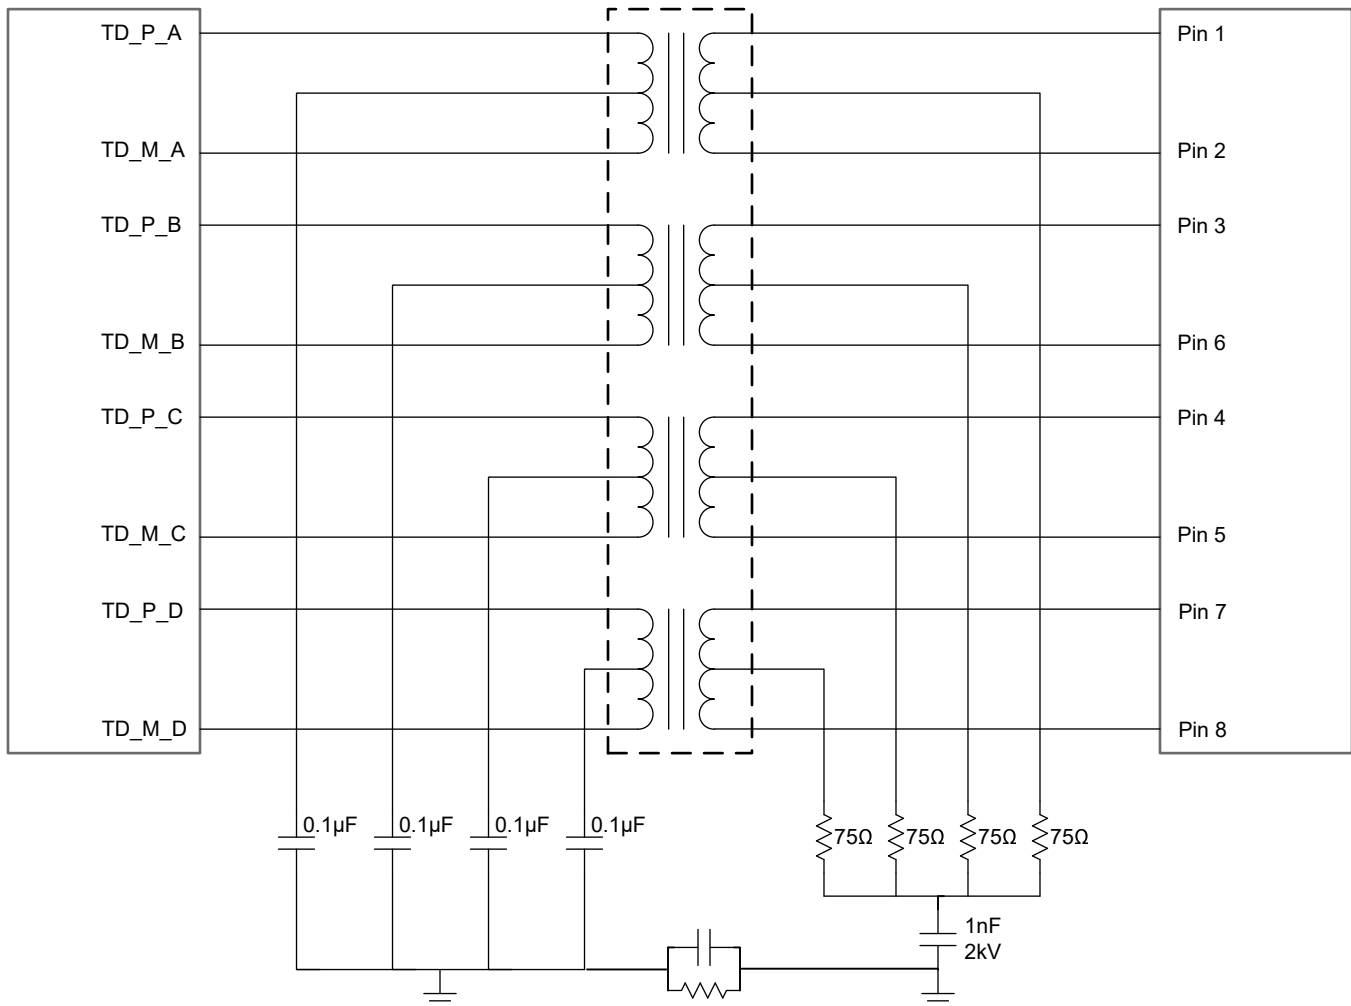 TD_P_A
Pin 1
TD_M_A
Pin 2
TD_P_B
Pin 3
TD_M_B
Pin 6
TD_P_C
Pin 4
TD_M_C
Pin 5
TD_P_D
Pin 7
TD_M_D
Pin 8
0.1µF
0.1µF
0.1µF
0.1µF
75Ω
75Ω
75Ω
75Ω
1nF
2kV